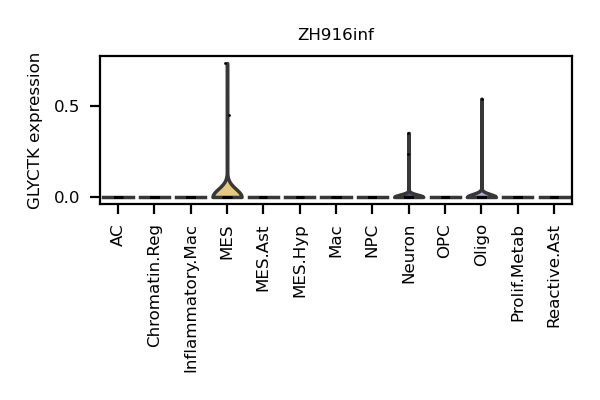 ZH916inf
GLYCTK expression
0.5
0.0
AC
Chromatin.Reg
Inflammatory.Mac
MES
MES.Ast
MES.Hyp
Mac
NPC
Neuron
OPC
Oligo
Prolif.Metab
Reactive.Ast